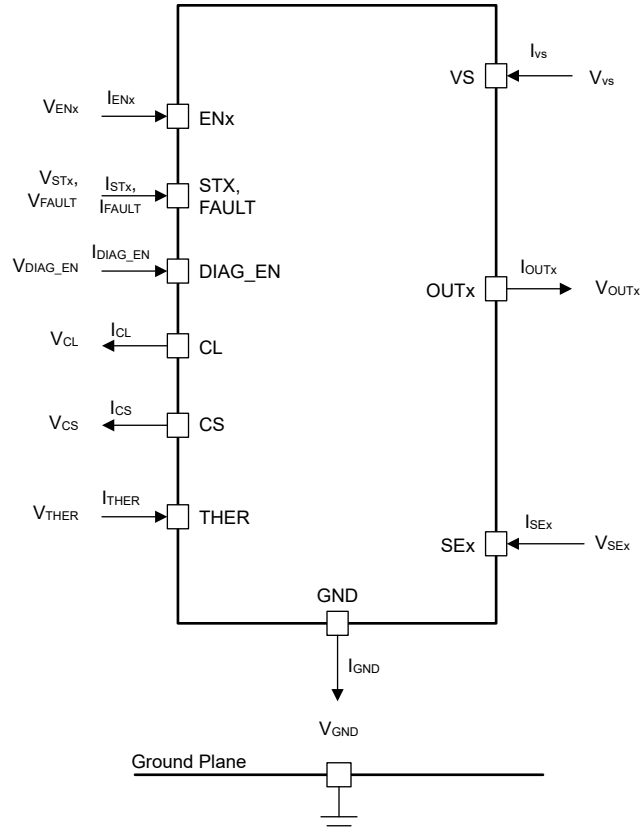 Ivs
VS
Vvs
IENx
VENx
ENx
VSTx,
VFAULT
ISTx,
IFAULT
STX,
FAULT
IDIAG_EN
VDIAG_EN
DIAG_EN
IOUTx
OUTx
VOUTx
ICL
VCL
CL
ICS
VCS
CS
ITHER
VTHER
THER
ISEx
SEx
VSEx
GND
IGND
VGND
Ground Plane